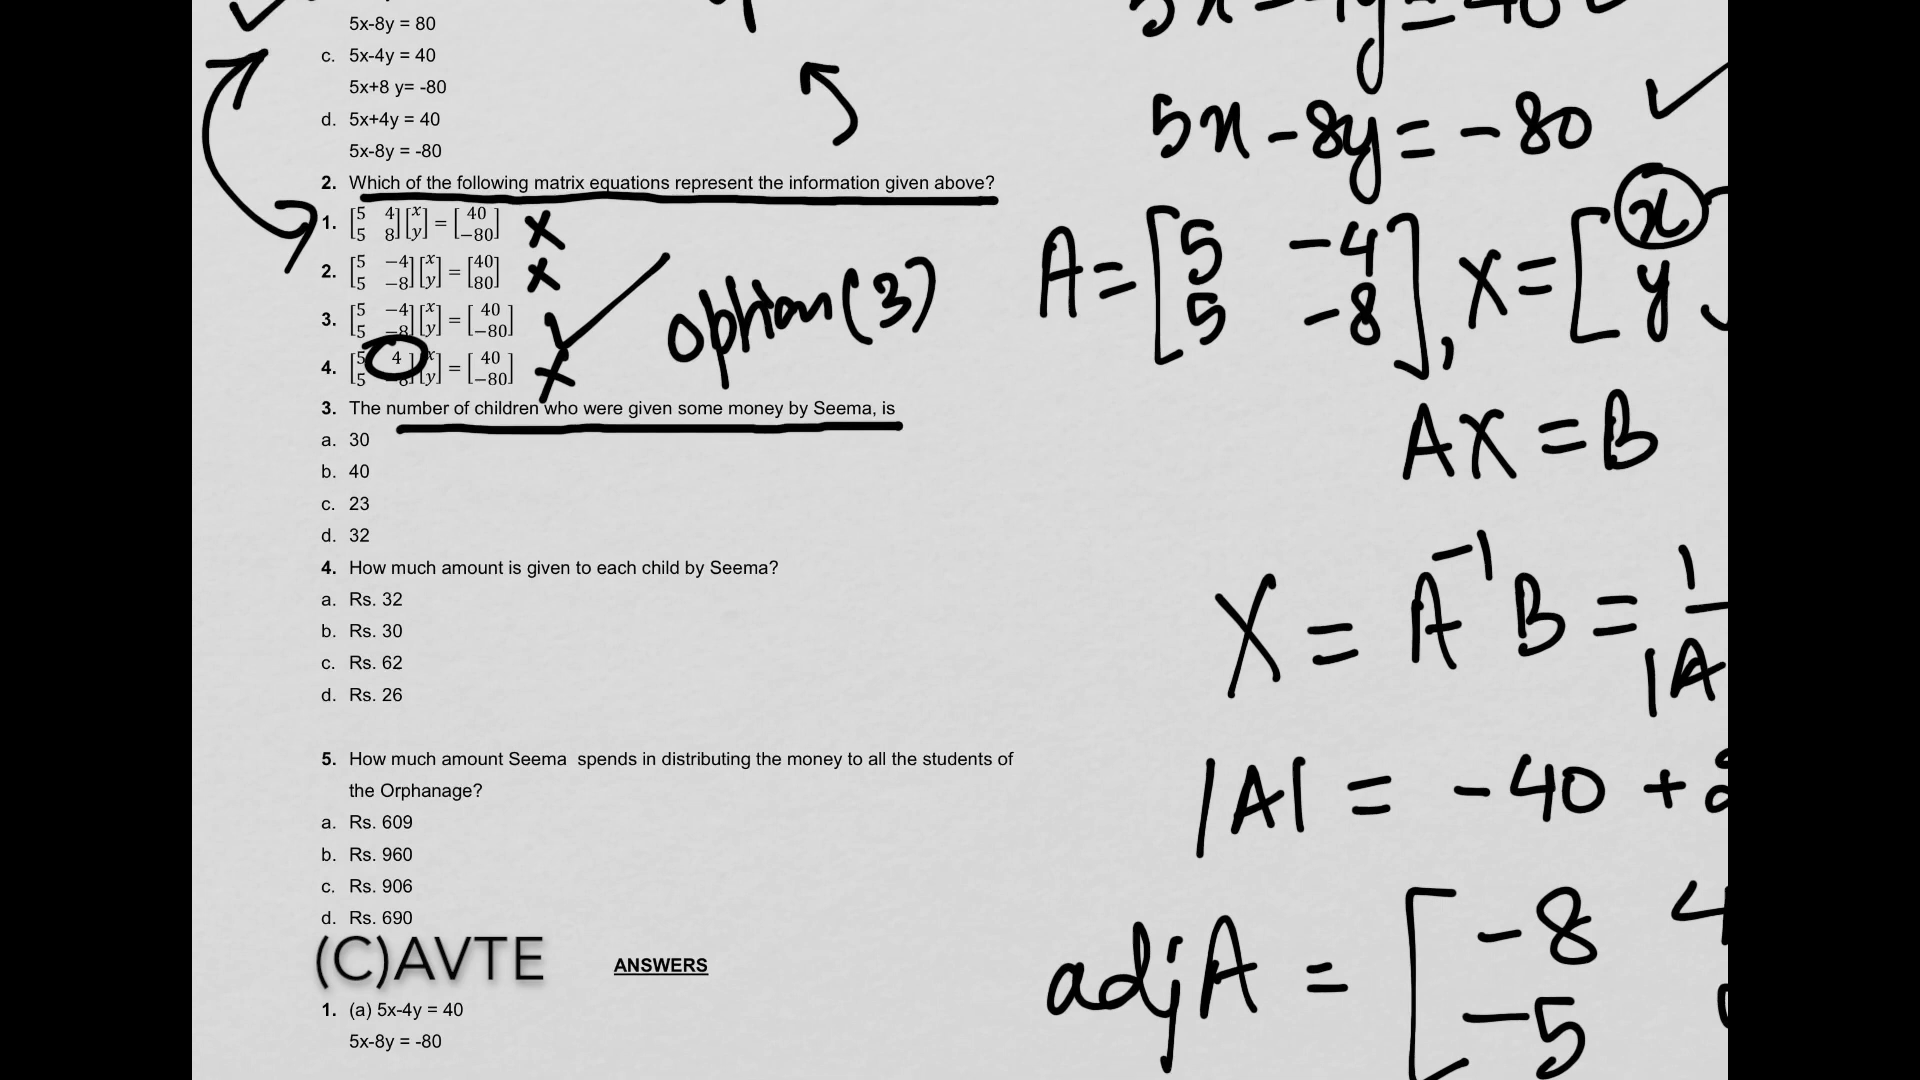 5x-8y = 80
c. 5x-4y = 40
5x+8 y= -80
d. 5x+4y = 40
5x-8y = -80
2. Which of the following matrix equations represent the information given above?
1. [5 4 5 8] [x y] = [40 −80] x
2. [5 −4 5 −8] [x y] = [40 80] x
3. [5 −4 5 −8] [x y] = [40 −80]
4. [5 4 5 −8] [x y] = [40 −80] x
option (3)
3. The number of children who were given some money by Seema, is
a. 30
b. 40
c. 23
d. 32
4. How much amount is given to each child by Seema?
a. Rs. 32
b. Rs. 30
c. Rs. 62
d. Rs. 26
5. How much amount Seema spends in distributing the money to all the students of
the Orphanage?
a. Rs. 609
b. Rs. 960
c. Rs. 906
d. Rs. 690
(C)AVTE
ANSWERS
1. (a) 5x-4y = 40
5x-8y = -80
5x - 4y = 40
5x - 8y = - 80
A = [5 -4 5 -8], X = [x y]
AX = B
X = A⁻¹B = 1 |A
|A| = -40 +
adj A = [-8 4 -5